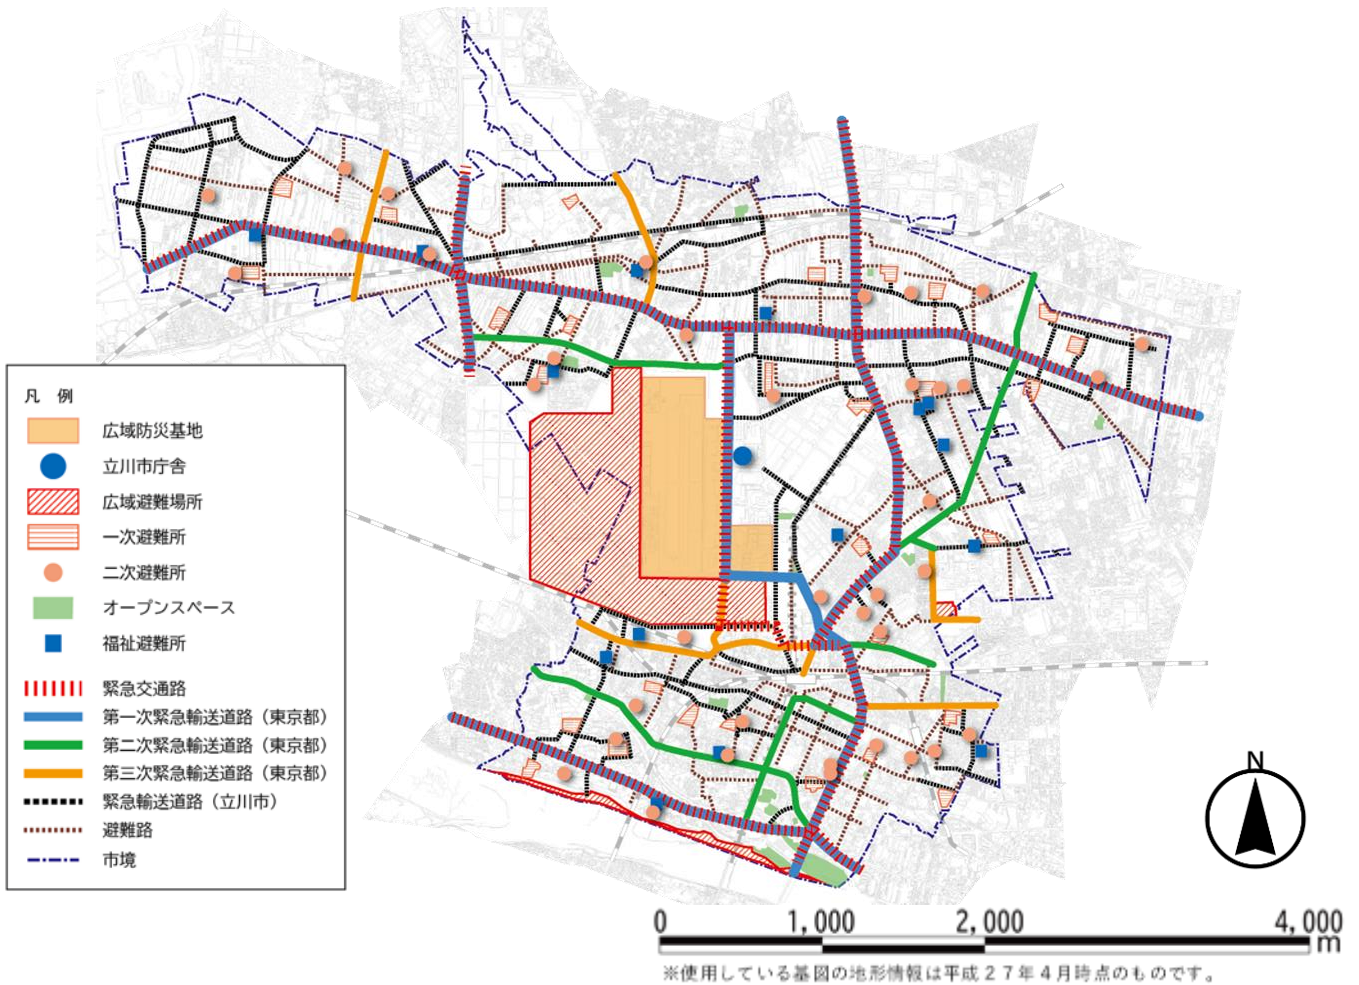 凡 例
広域防災基地
立川市庁舎
広域避難場所
一次避難所
二次避難所
オープンスペース
福祉避難所
緊急交通路
第一次緊急輸送道路（東京都）
第二次緊急輸送道路（東京都）
第三次緊急輸送道路（東京都）
緊急輸送道路（立川市）
避難路
市境
N
0 1,000 2,000 4,000
m
※使用している基図の地形情報は平成２７年４月時点のものです。